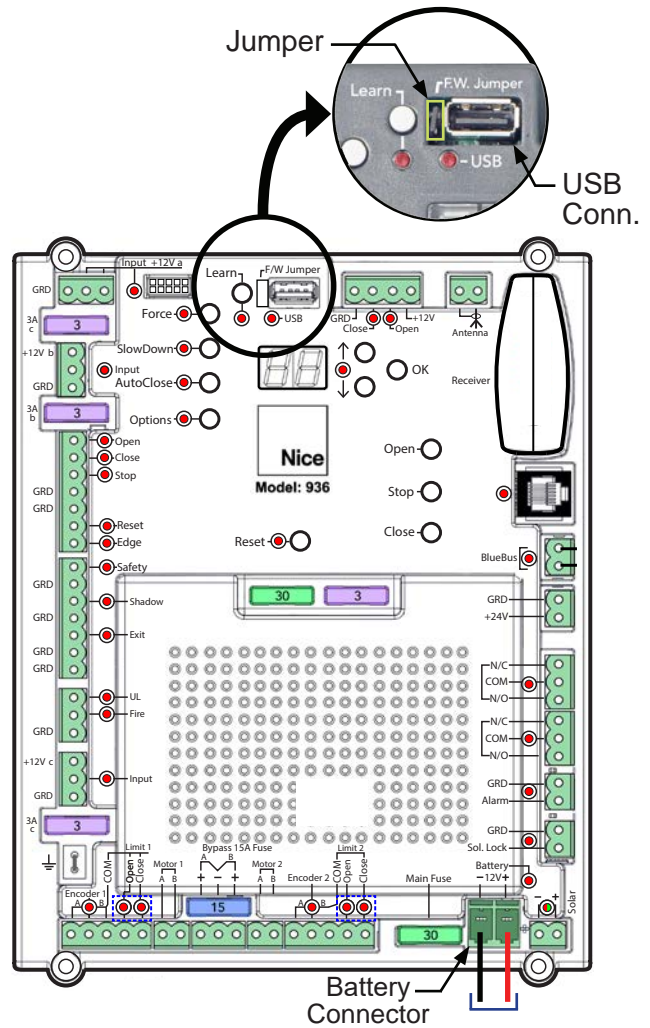 Jumper
F.W. Jumper
Learn
USB
USB
Conn.
Input +12V a
GRD
Learn
F/W Jumper
USB
Force
GRD
Close
Open
+12V
Antenna
3A
c
3
+12V b
Input
GRD
SlowDown
AutoClose
OK
Receiver
3A
b
3
Options
Nice
Model: 936
Open
Close
Stop
GRD
GRD
Reset
Edge
Open
Stop
Close
Reset
Safety
GRD
Shadow
GRD
Exit
GRD
GRD
30
3
BlueBus
GRD
+24V
N/C
COM
N/O
N/C
COM
N/O
UL
Fire
GRD
+12V c
Input
GRD
GRD
Alarm
GRD
Sol. Lock
3A
c
3
Limit 1
COM
Open
Close
Encoder 1
A B
Motor 1
A B
Bypass 15A Fuse
A B
+ − +
15
Motor 2
A B
Encoder 2
A B
Limit 2
COM
Open
Close
Main Fuse
30
Battery
−12V+
− +
Solar
Battery
Connector